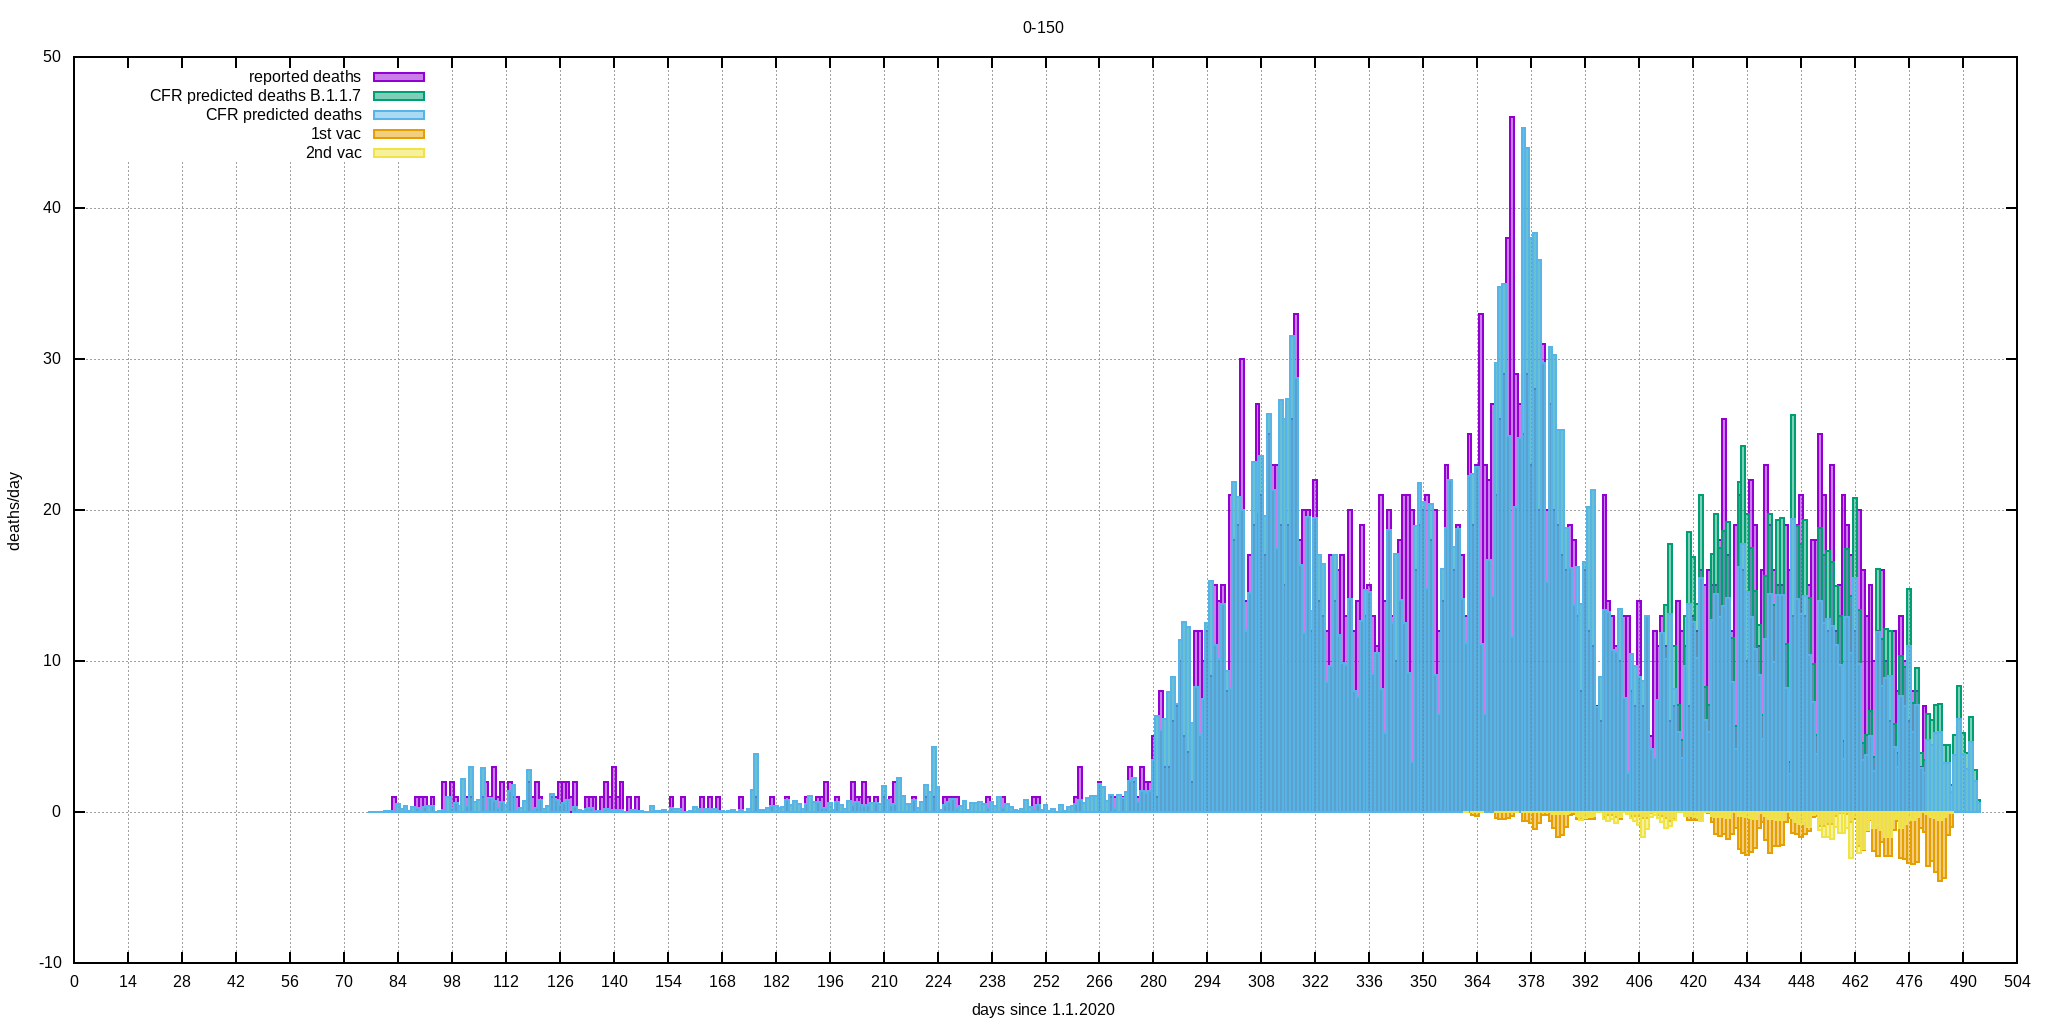 0-150
50
reported deaths
CFR predicted deaths B.1.1.7
CFR predicted deaths
1st vac
2nd vac
40
30
20
deaths/day
10
0
-10
0 14 28 42 56 70 84 98 112 126 140 154 168 182 196 210 224 238 252 266 280 294 308 322 336 350 364 378 392 406 420 434 448 462 476 490 504
days since 1.1.2020